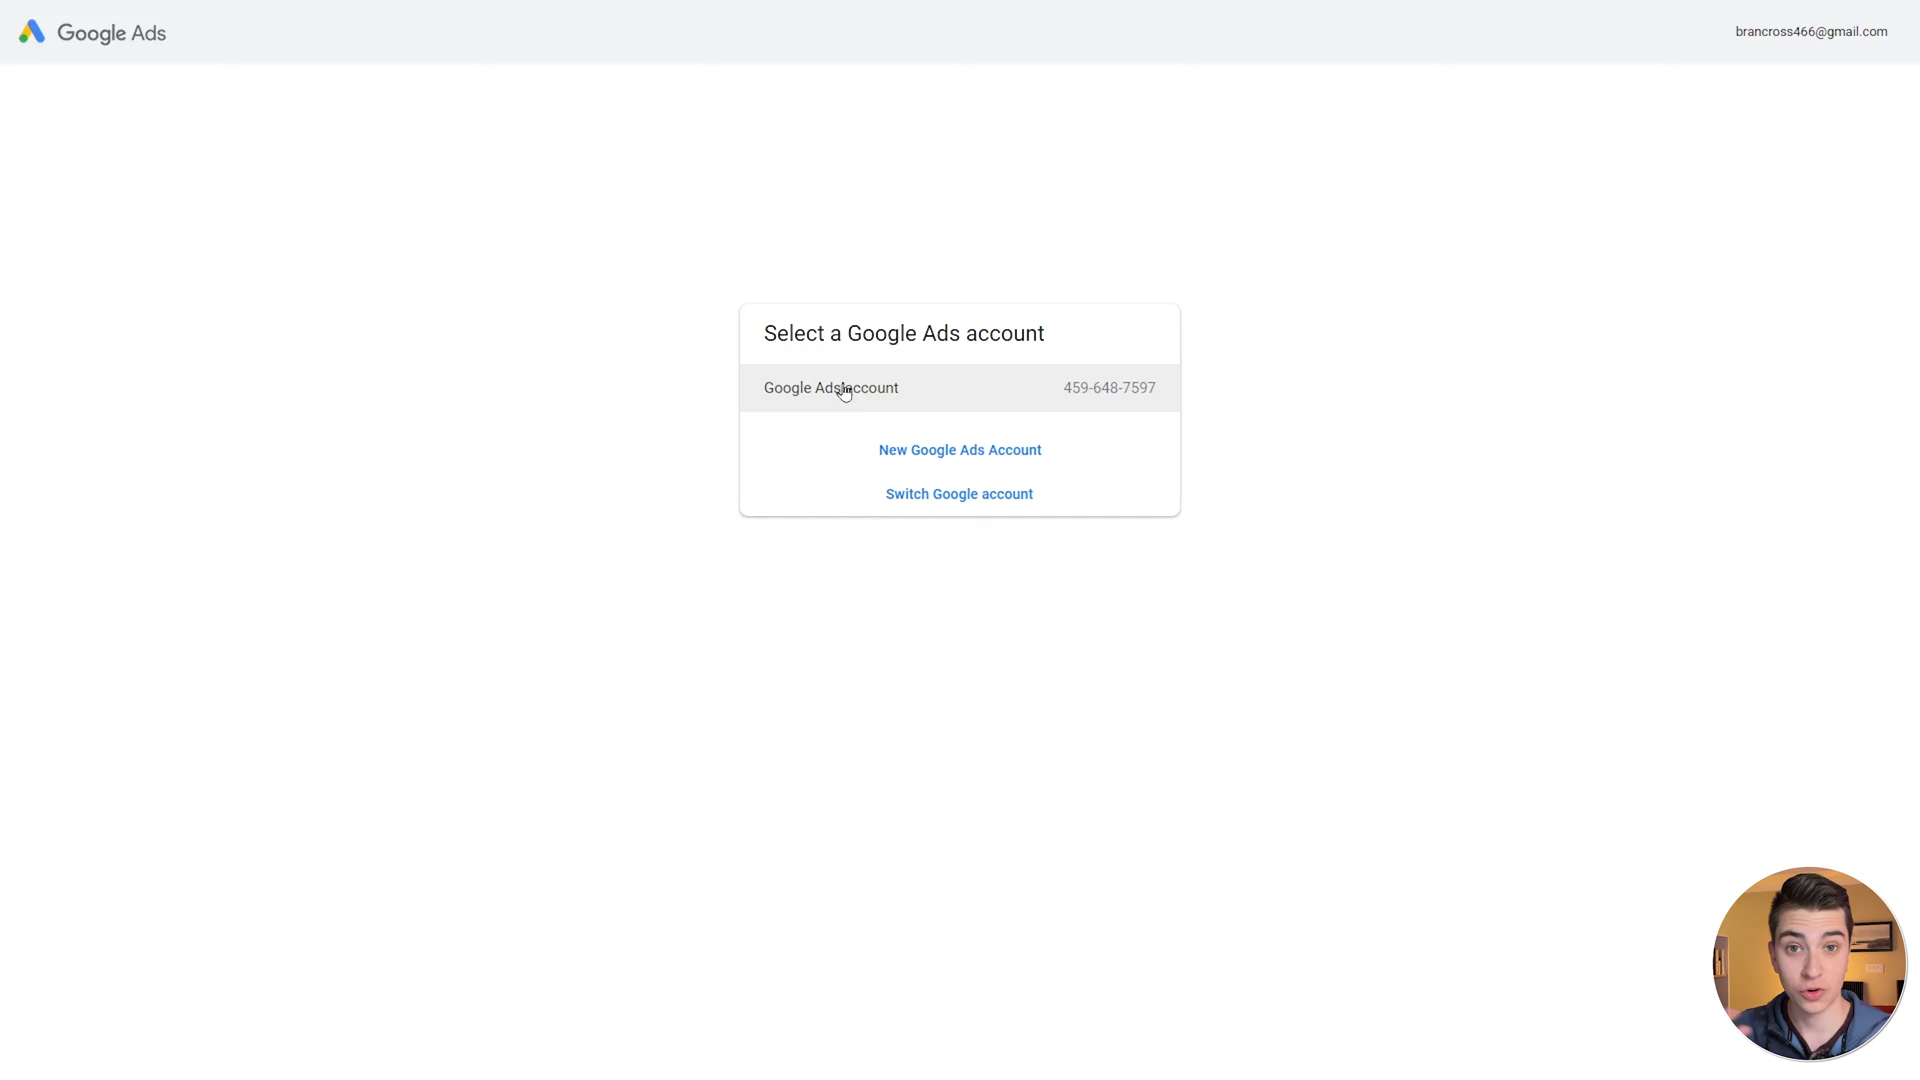 Google Ads
brancross466@gmail.com
Select a Google Ads account
Google Ads account 459-648-7597
New Google Ads Account
Switch Google account